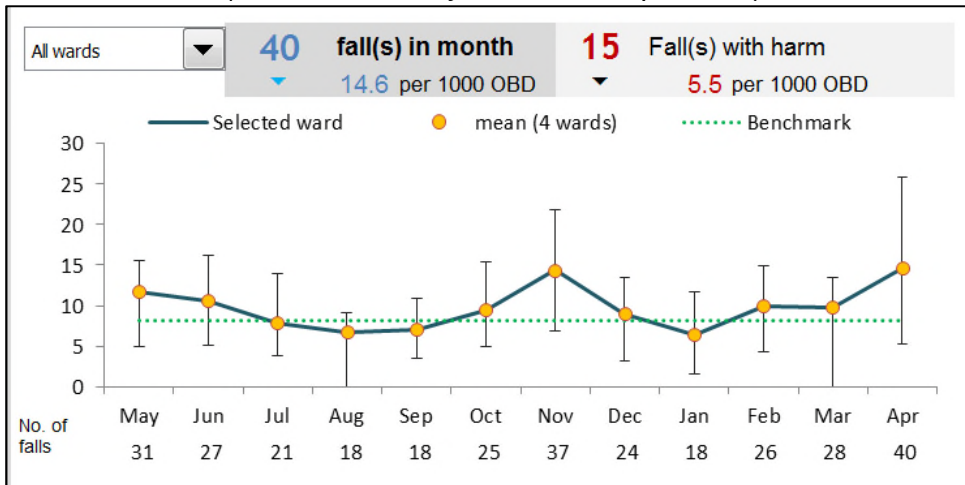 All wards
40 fall(s) in month
14.6 per 1000 OBD
15 Fall(s) with harm
5.5 per 1000 OBD
Selected ward mean (4 wards) Benchmark
30
25
20
15
10
5
0
May Jun Jul Aug Sep Oct Nov Dec Jan Feb Mar Apr
No. of
falls
31 27 21 18 18 25 37 24 18 26 28 40